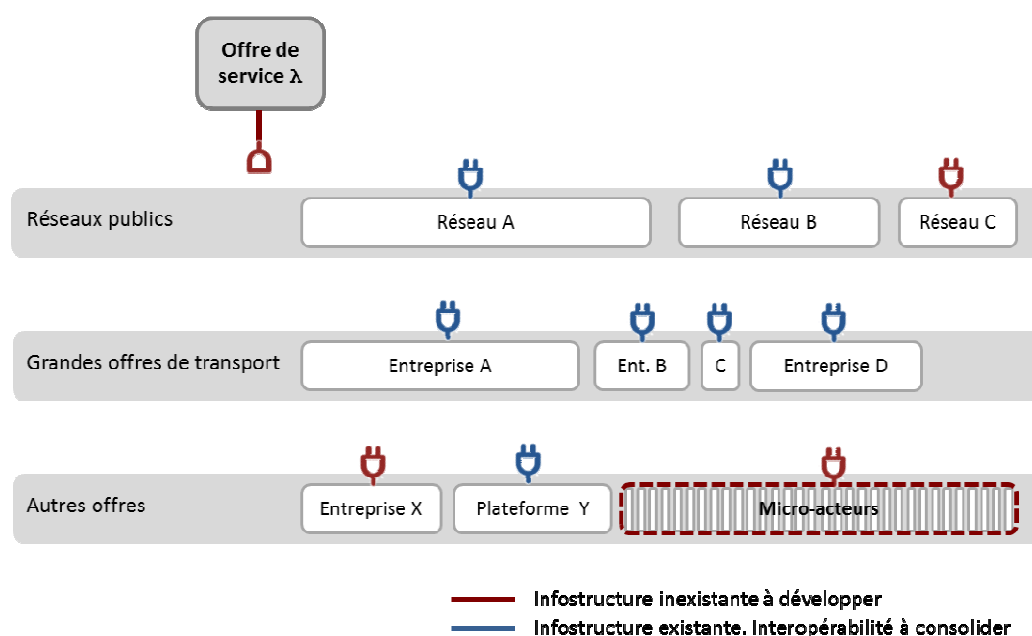 Offre de
service λ
Réseaux publics
Réseau A
Réseau B
Réseau C
Grandes offres de transport
Entreprise A
Ent. B
C
Entreprise D
Autres offres
Entreprise X
Plateforme Y
Micro-acteurs
Infostructure inexistante à développer
Infostructure existante. Interopérabilité à consolider